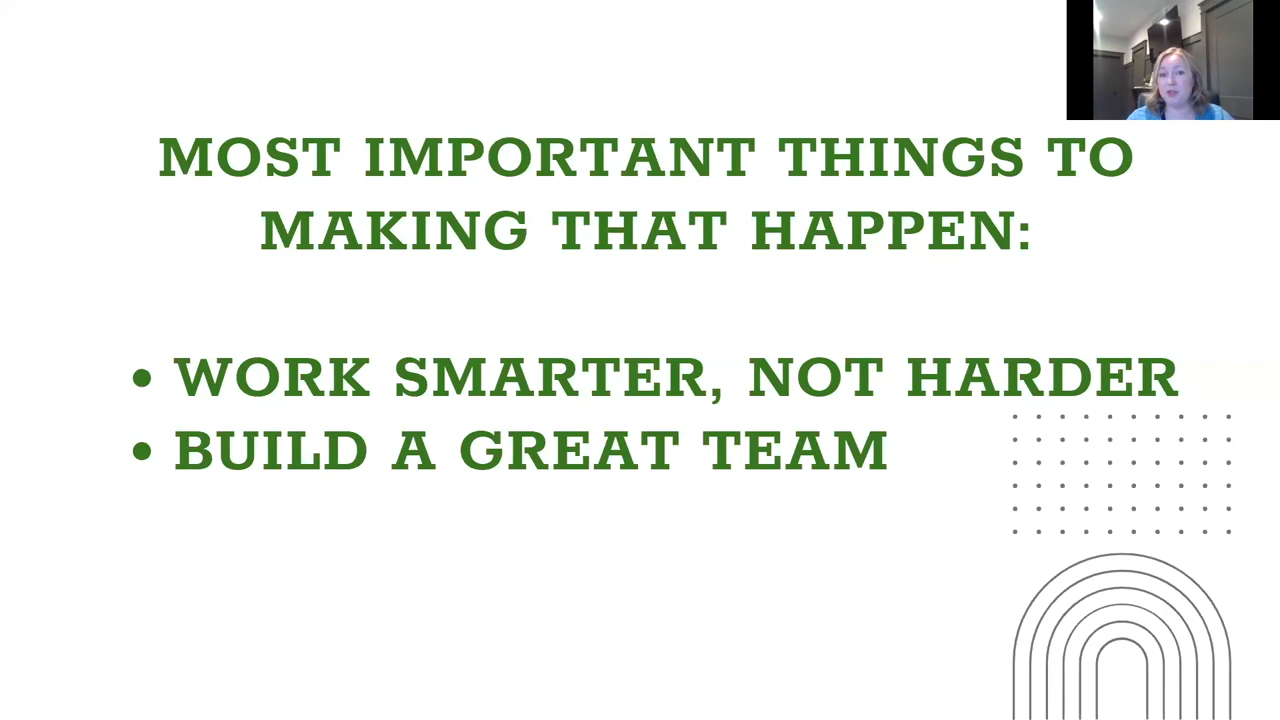 MOST IMPORTANT THINGS TO
MAKING THAT HAPPEN:
• WORK SMARTER, NOT HARDER
• BUILD A GREAT TEAM